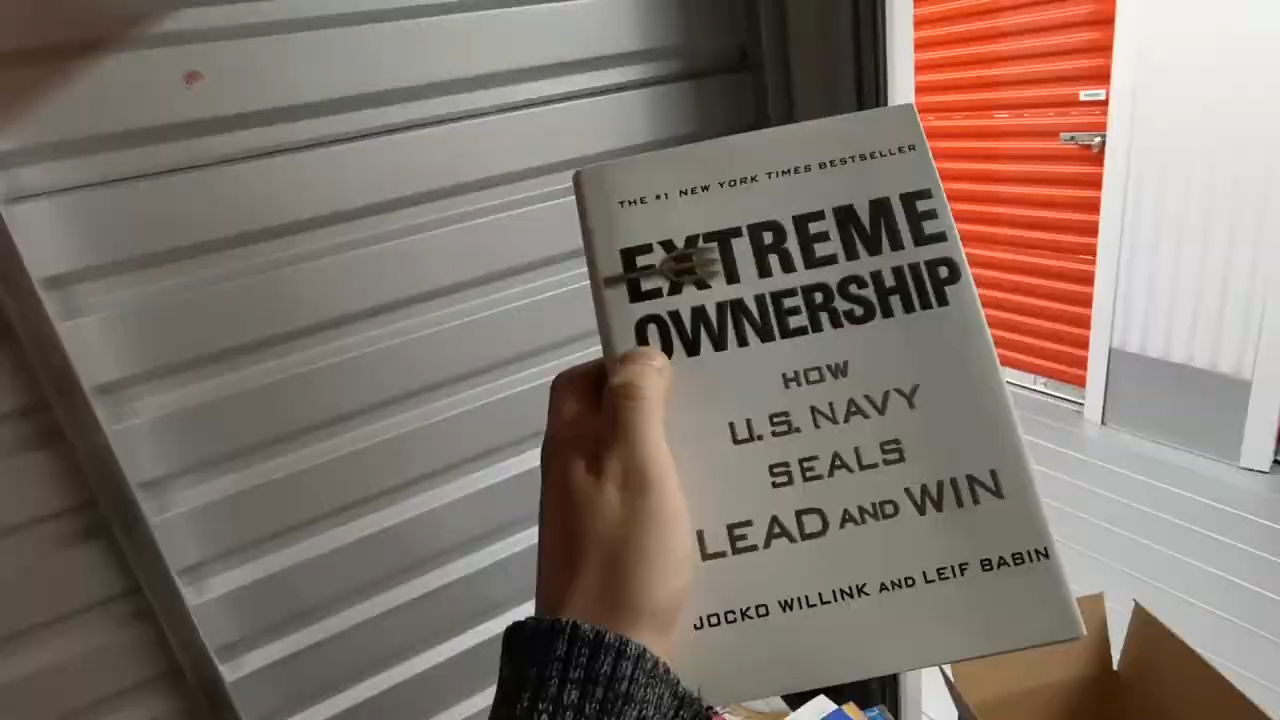 THE #1 NEW YORK TIMES BESTSELLER
EXTREME
OWNERSHIP
HOW
U.S. NAVY
SEALS
LEAD AND WIN
JOCKO WILLINK AND LEIF BABIN